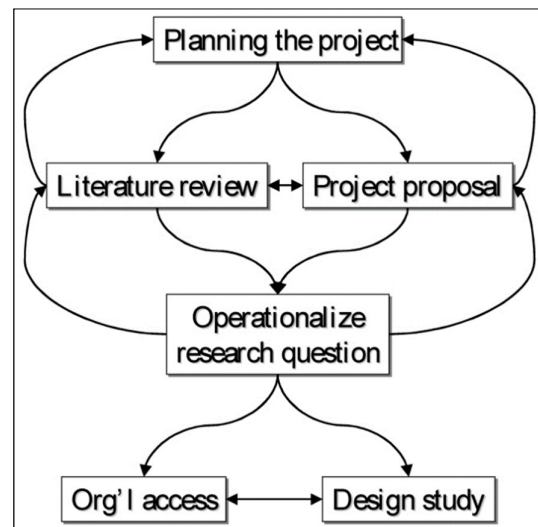 Planning the project
Literature review
Project proposal
Operationalize
research question
Org'l access
Design study